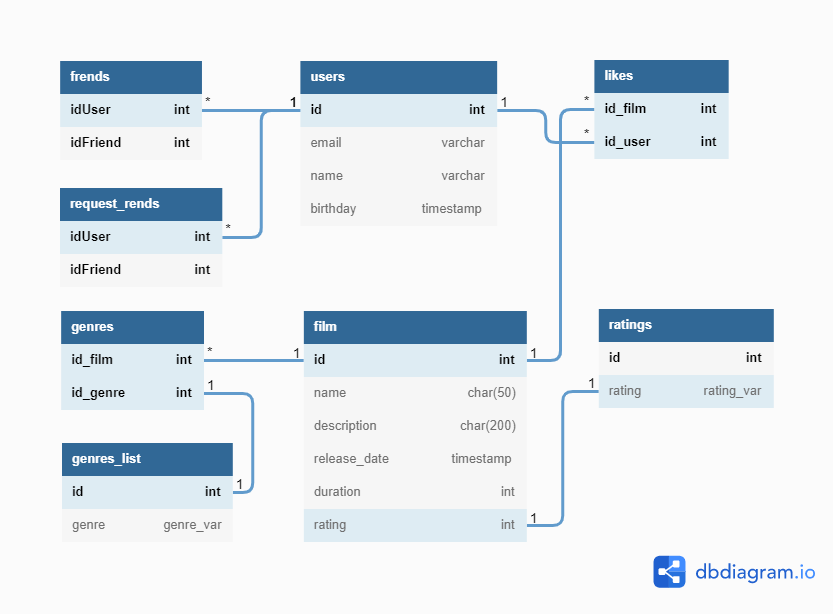 frends
idUser int
idFriend int
*
request_rends
idUser int
idFriend int
*
users
1
id int
1
email varchar
name varchar
birthday timestamp
likes
* id_film int
* id_user int
genres
id_film int
*
id_genre int
1
genres_list
id int
1
genre genre_var
film
1
id int
1
name char(50)
description char(200)
release_date timestamp
duration int
rating int
1
ratings
id int
1
rating rating_var
dbdiagram.io